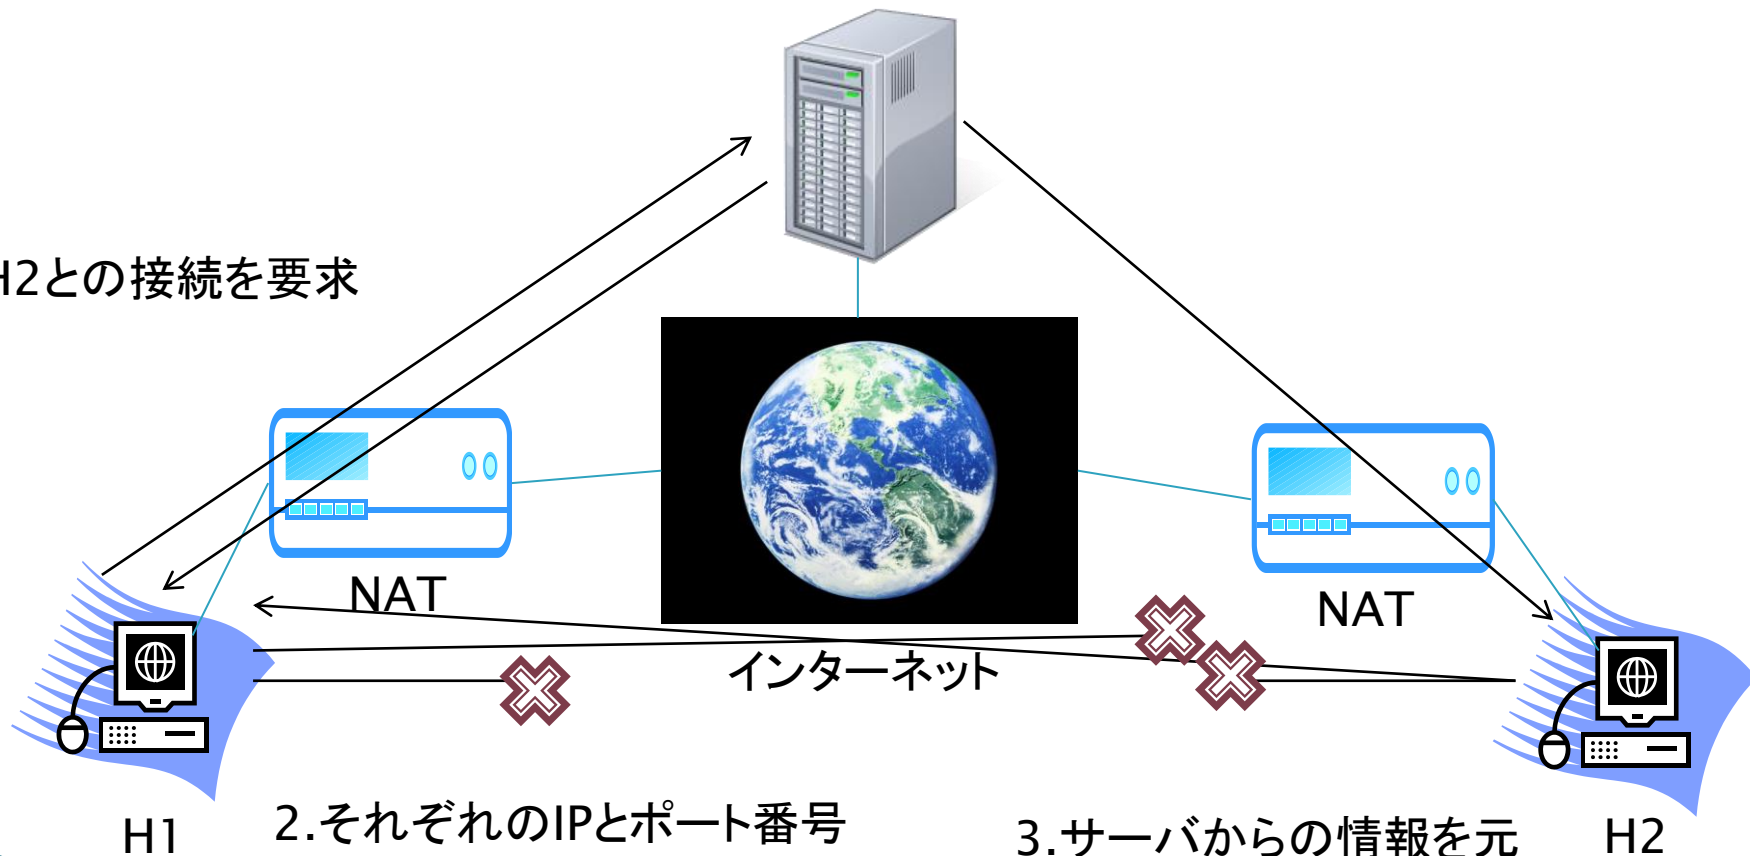 H2との接続を要求
NAT
NAT
インターネット
H1
2.それぞれのIPとポート番号
3.サーバからの情報を元
H2